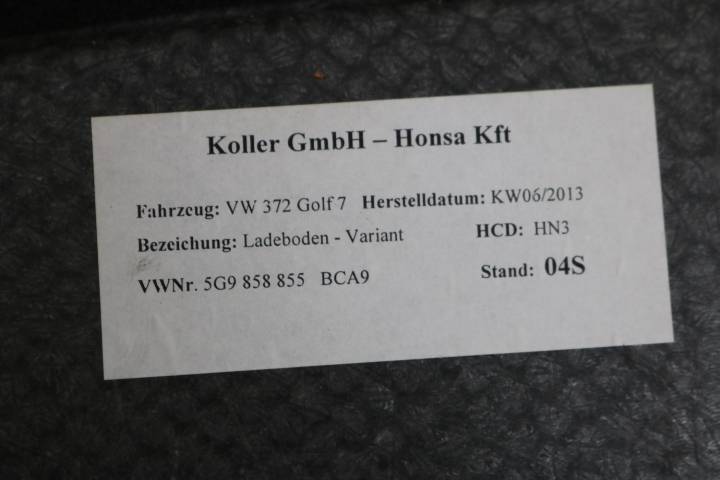 Koller GmbH – Honsa Kft
Fahrzeug: VW 372 Golf 7 Herstelldatum: KW06/2013
Bezeichung: Ladeboden - Variant HCD: HN3
VWNr. 5G9 858 855 BCA9 Stand: 04S